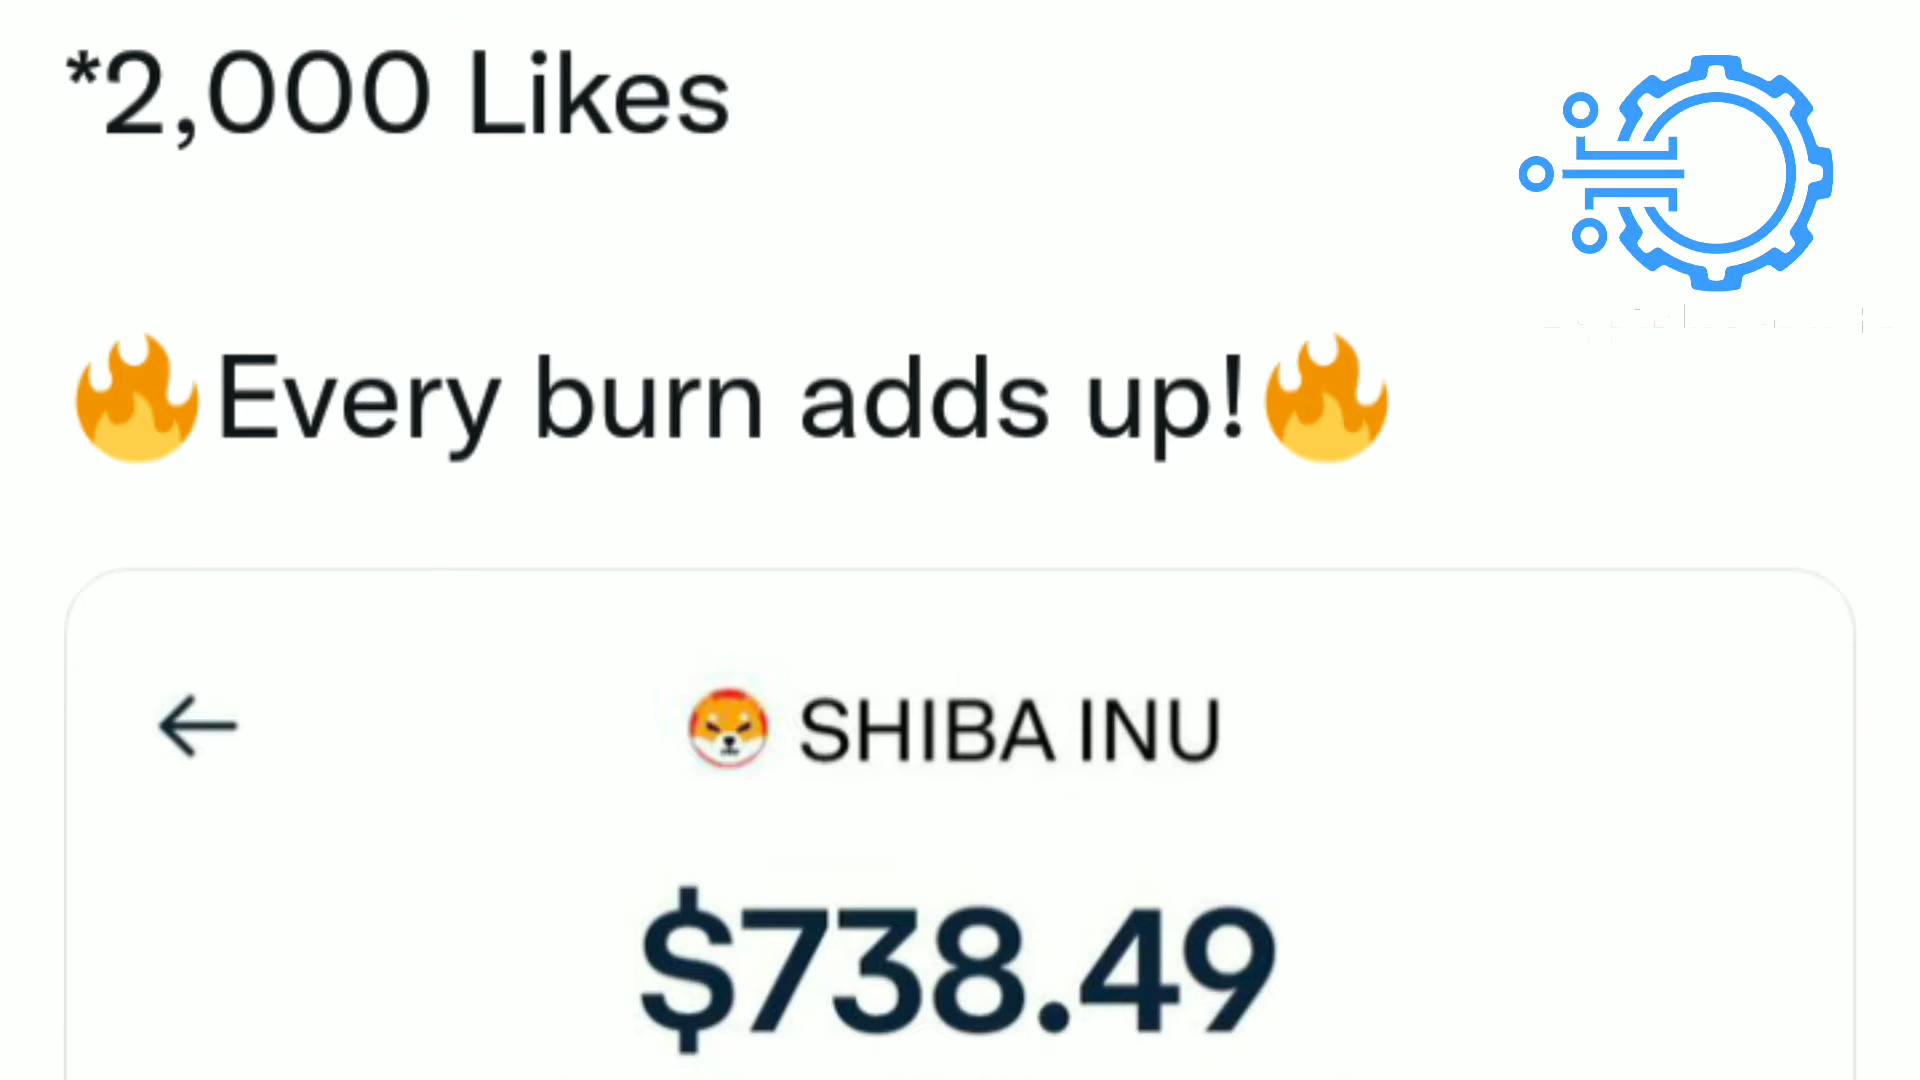 *2,000 Likes
🔥Every burn adds up!🔥
SHIBA INU
$738.49